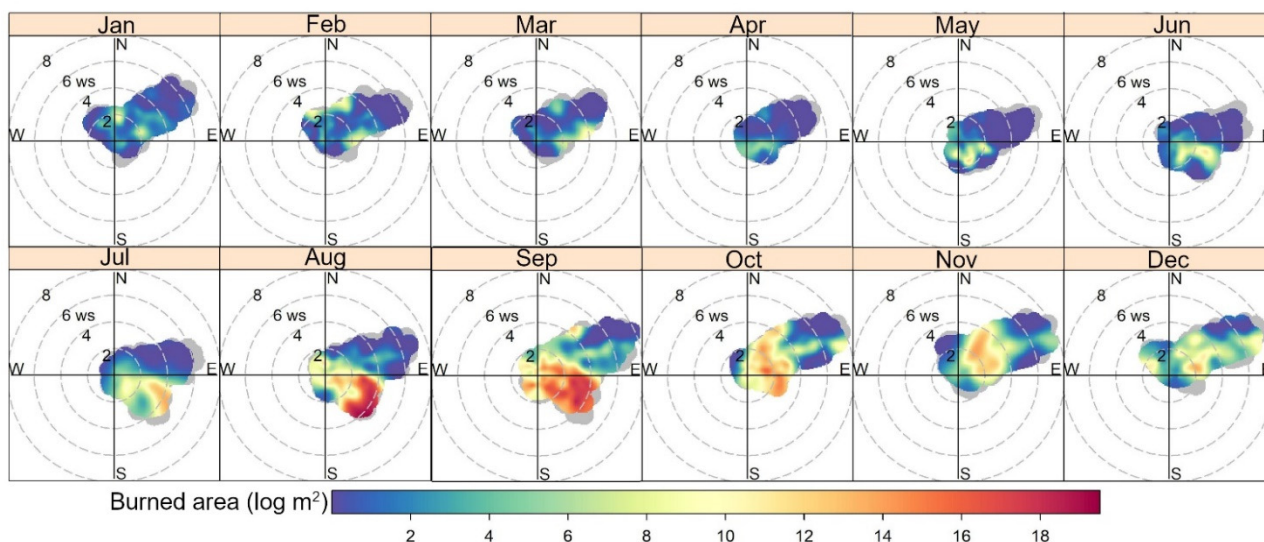 Jan Feb Mar Apr May Jun
N N N N N N
8 8 8 8 8 8
6 ws 6 ws 6 ws 6 ws 6 ws 6 ws
4 4 4 4 4 4
2 2 2 2 2 2
W E W E W E W E W E W E
S S S S S S
Jul Aug Sep Oct Nov Dec
N N N N N N
8 8 8 8 8 8
6 ws 6 ws 6 ws 6 ws 6 ws 6 ws
4 4 4 4 4 4
2 2 2 2 2 2
W E W E W E W E W E W E
S S S S S S
Burned area (log m²)
2 4 6 8 10 12 14 16 18